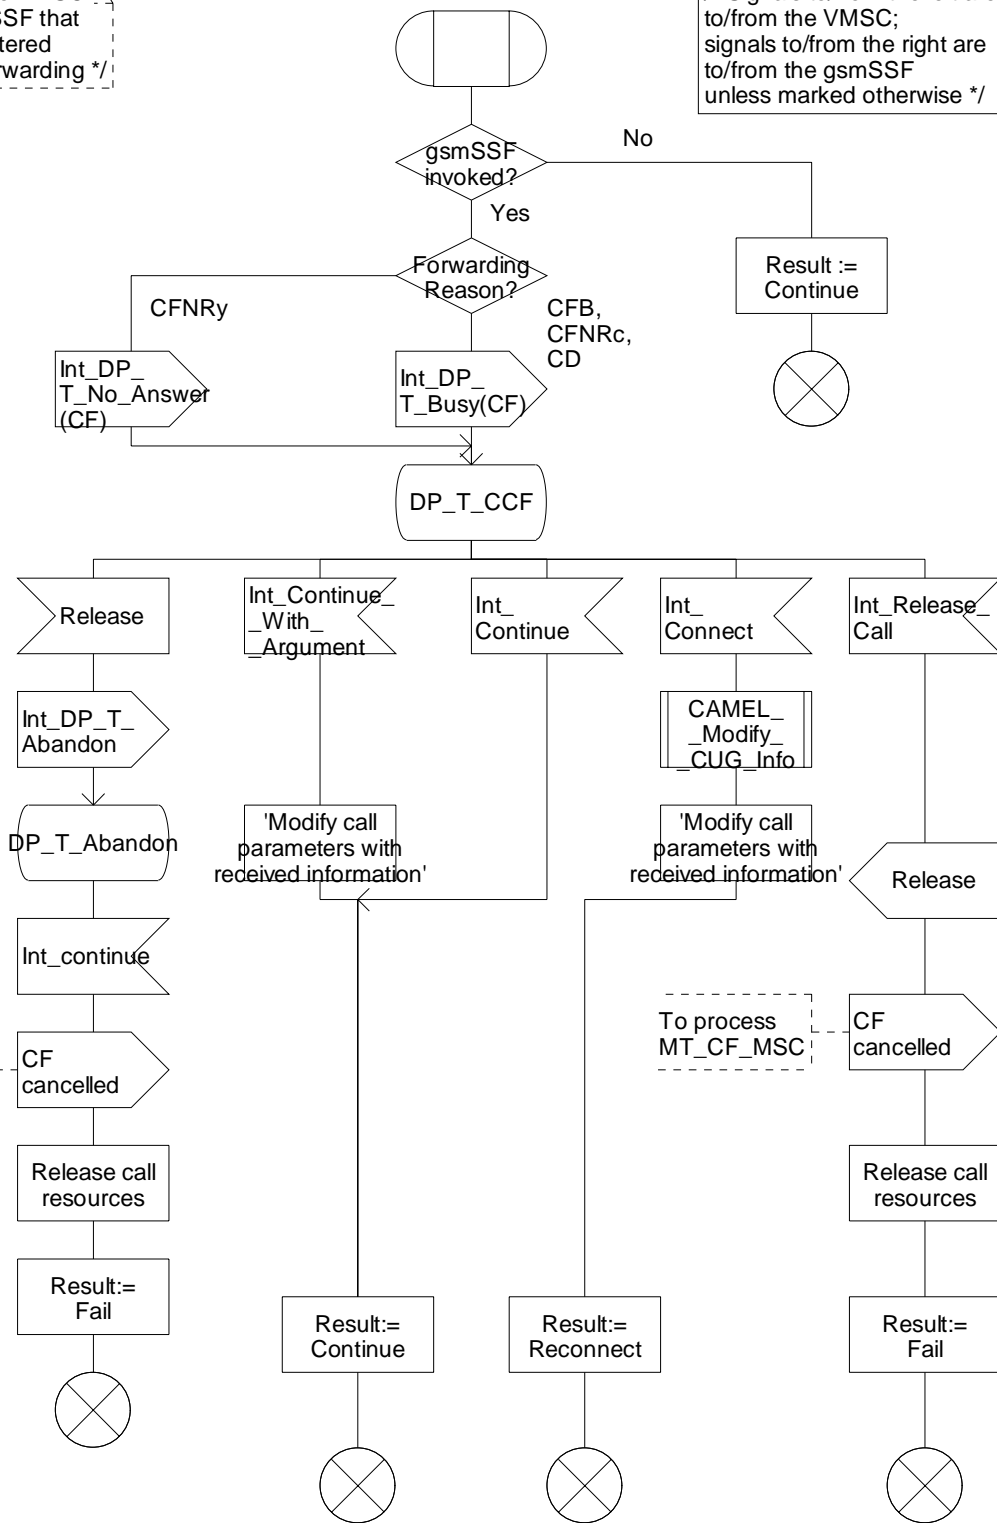 SSF that
tered
rwarding */
to/from the VMSC;
signals to/from the right are
to/from the gsmSSF
unless marked otherwise */
gsmSSF
invoked?
No
Yes
Forwarding
Reason?
Result :=
Continue
CFNRy
CFB,
CFNRc,
CD
Int_DP_
T_No_Answer
(CF)
Int_DP_
T_Busy(CF)
DP_T_CCF
Release
Int_Continue_
_With_
_Argument
Int_
Continue
Int_
Connect
Int_Release_
Call
Int_DP_T_
Abandon
CAMEL_
_Modify_
_CUG_Info
DP_T_Abandon
'Modify call
parameters with
received information'
'Modify call
parameters with
received information'
Release
Int_continue
To process
MT_CF_MSC
CF
cancelled
CF
cancelled
Release call
resources
Release call
resources
Result:=
Fail
Result:=
Continue
Result:=
Reconnect
Result:=
Fail